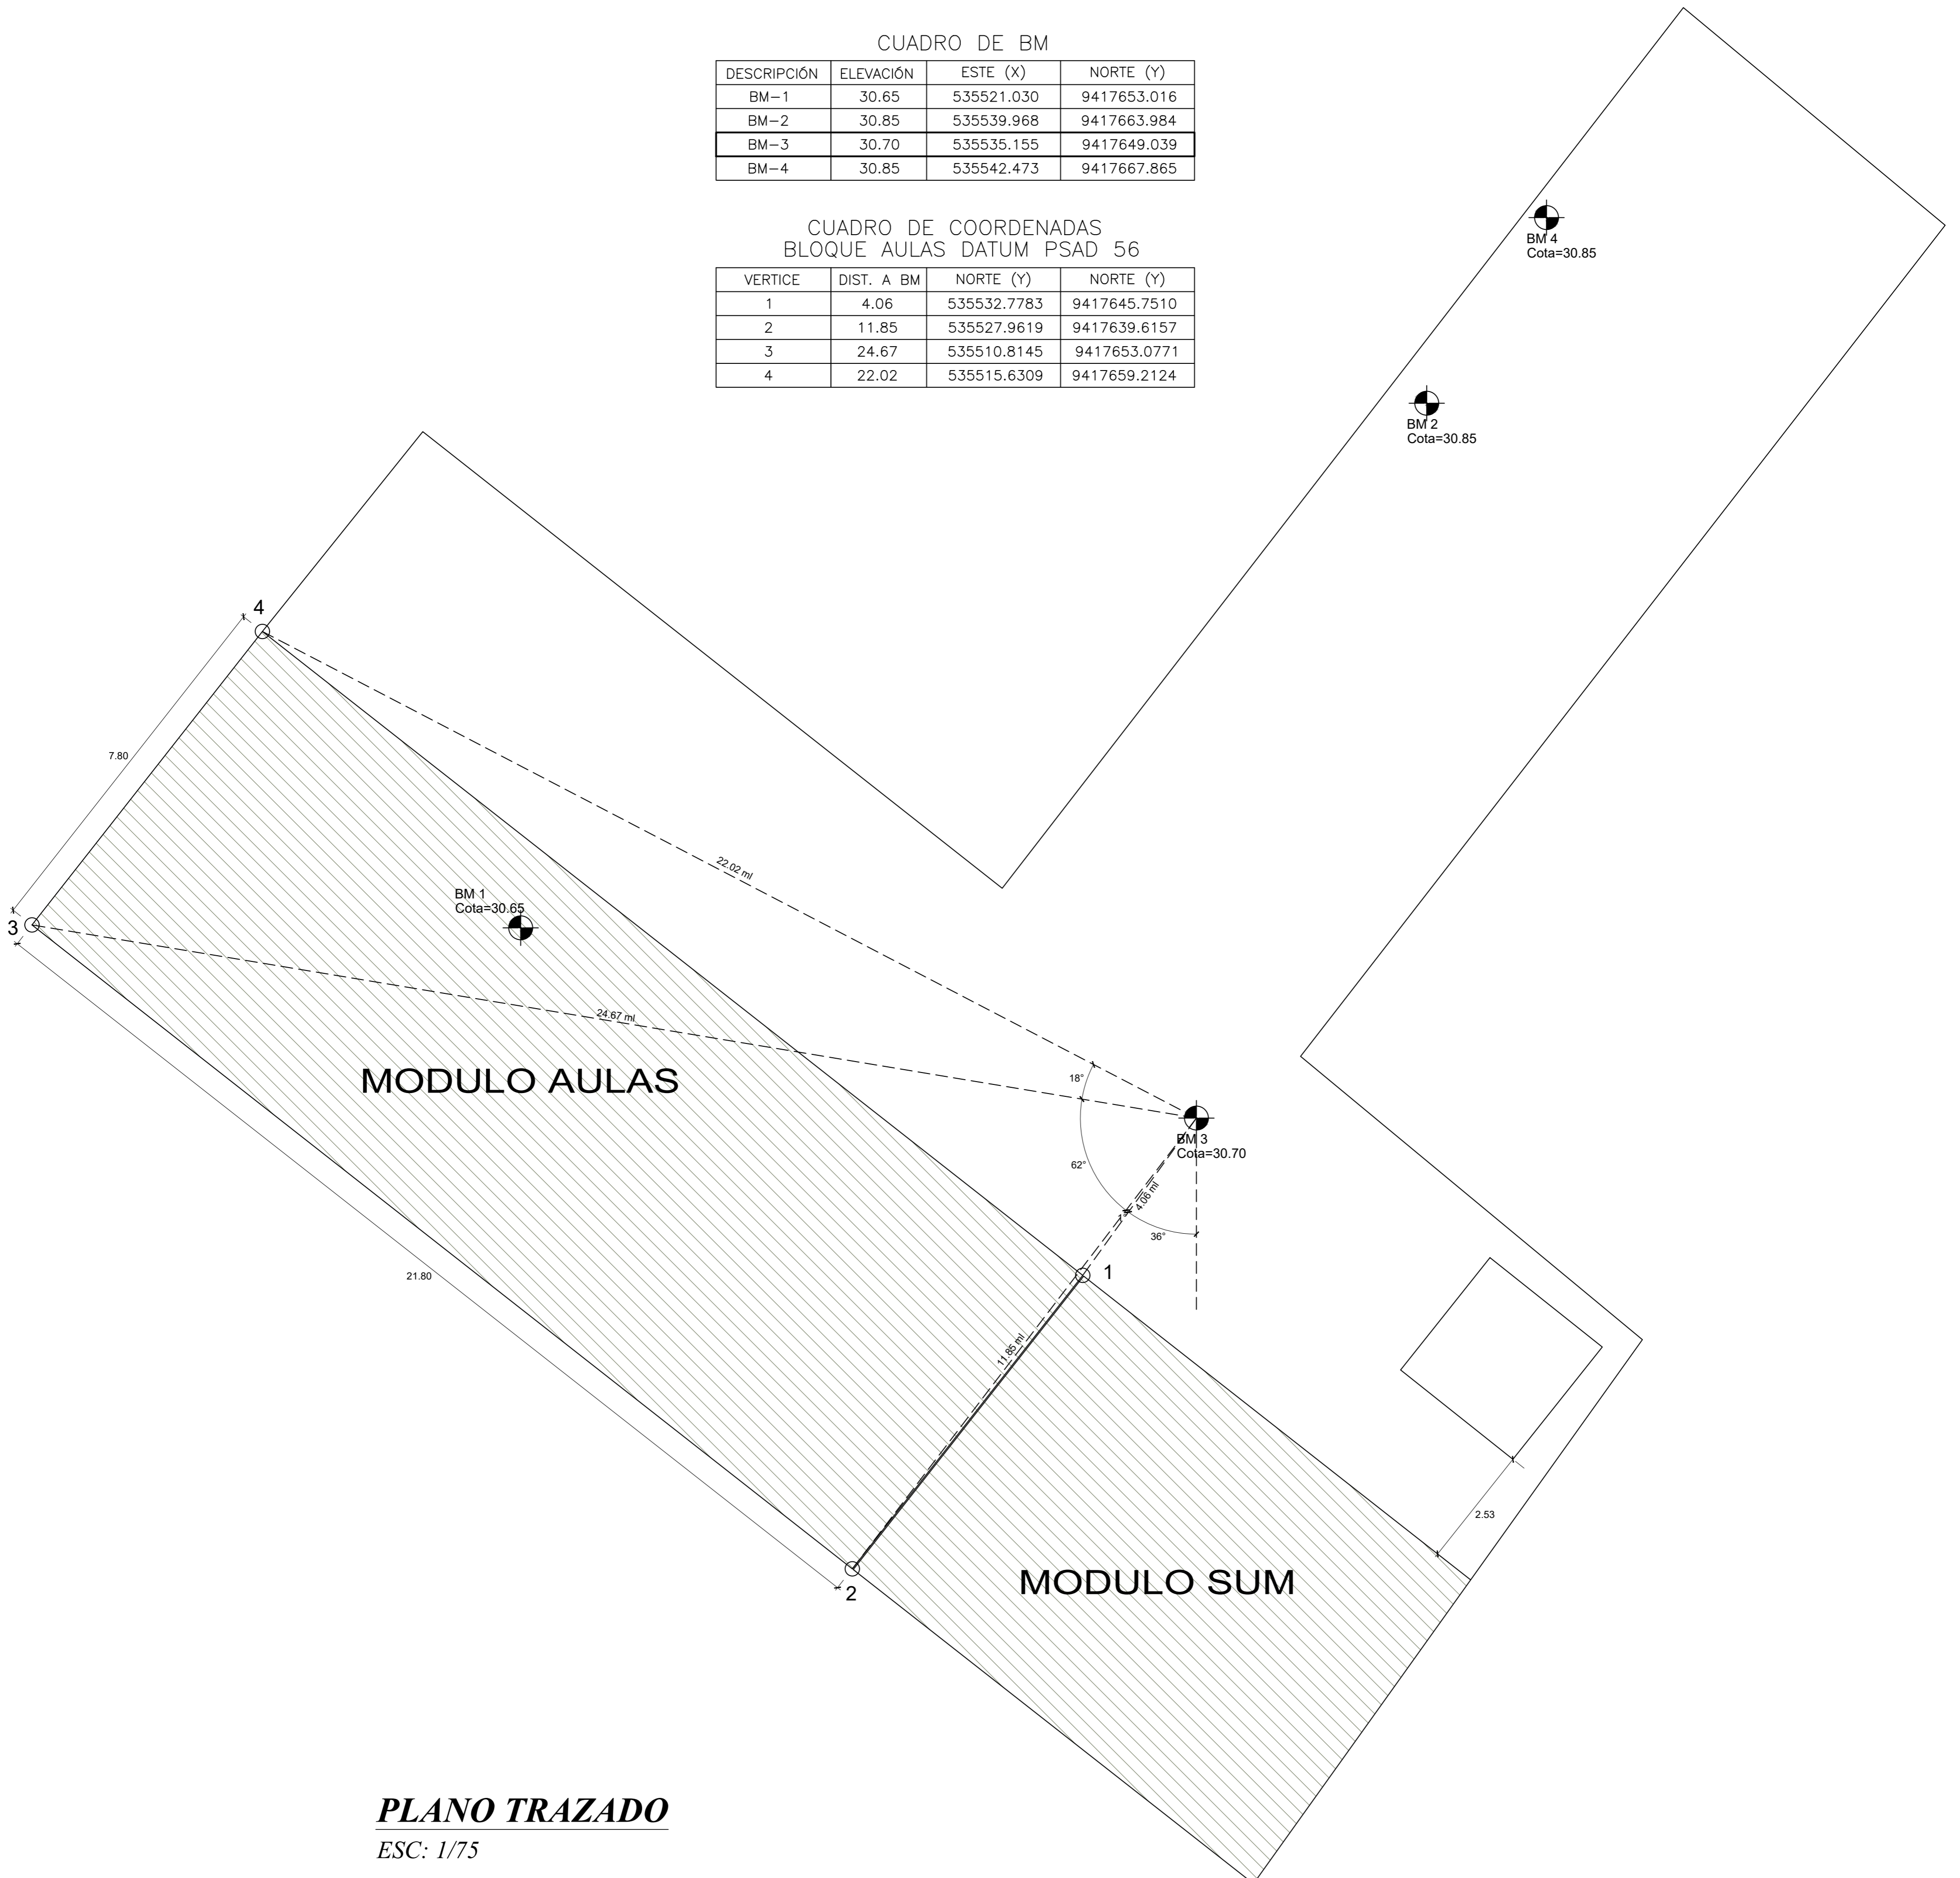 CUADRO DE BM
DESCRIPCIÓN ELEVACIÓN ESTE (X) NORTE (Y)
BM-1 30.65 535521.030 9417653.016
BM-2 30.85 535539.968 9417663.984
BM-3 30.70 535535.155 9417649.039
BM-4 30.85 535542.473 9417667.865
CUADRO DE COORDENADAS
BLOQUE AULAS DATUM PSAD 56
VERTICE DIST. A BM NORTE (Y) NORTE (Y)
1 4.06 535532.7783 9417645.7510
2 11.85 535527.9619 9417639.6157
3 24.67 535510.8145 9417653.0771
4 22.02 535515.6309 9417659.2124
BM 4
Cota=30.85
BM 2
Cota=30.85
4
7.80
22.02 ml
BM 1
Cota=30.65
3
24.67 ml
MODULO AULAS
18°
BM 3
Cota=30.70
62°
4.06 ml
36°
1
21.80
11.85 ml
2.53
MODULO SUM
2
PLANO TRAZADO
ESC: 1/75